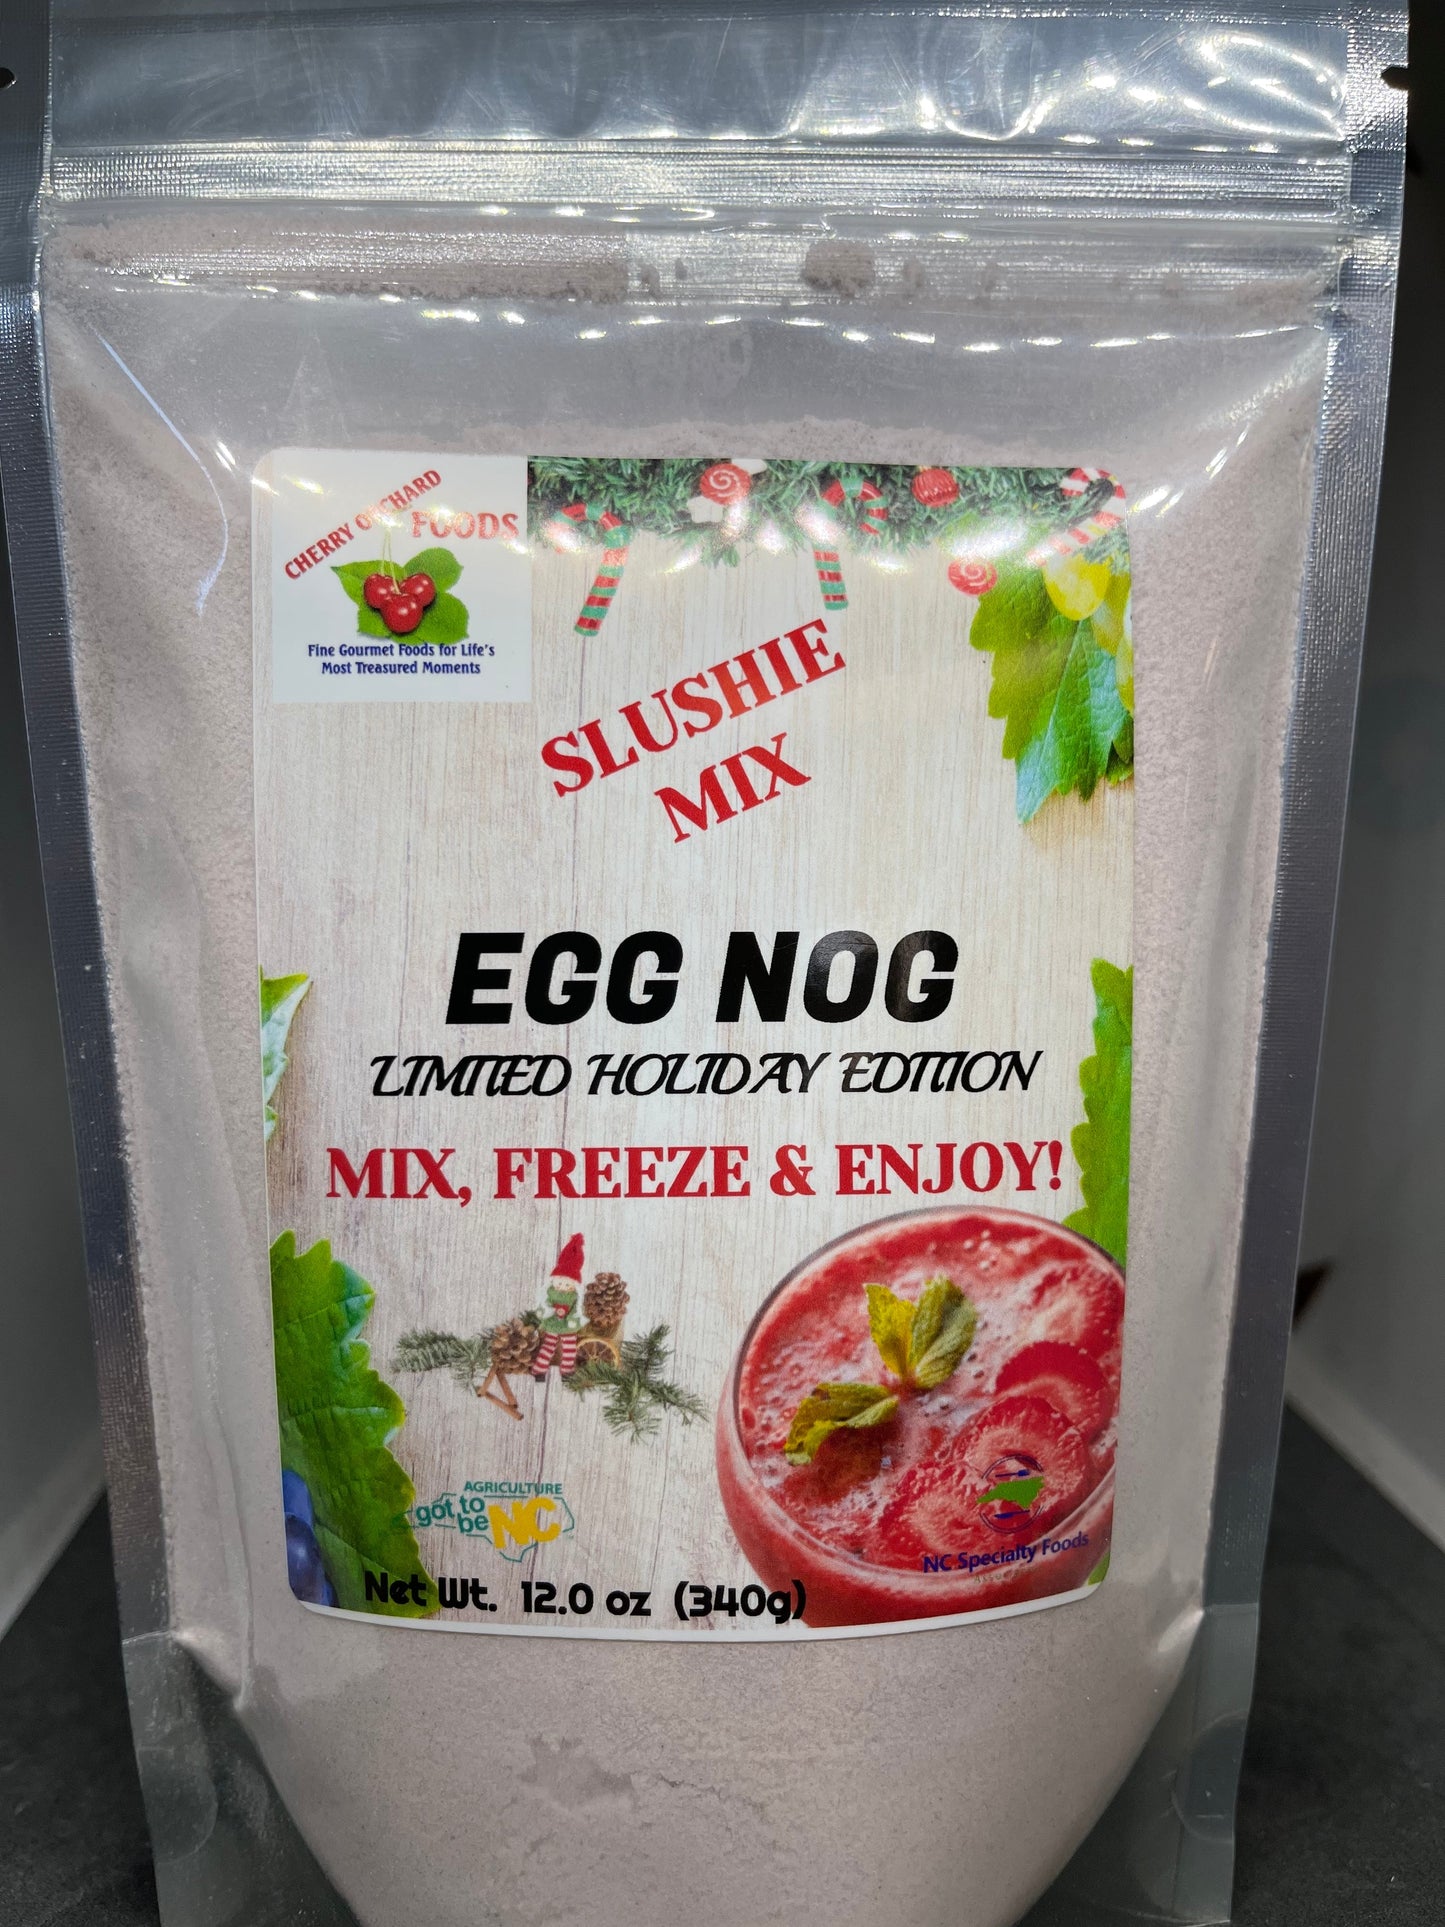 CHERRY ORCHARD
FOODS
Fine Gourmet Foods for Life's
Most Treasured Moments
SLUSHIE
MIX
EGG NOG
LIMITED HOLIDAY EDITION
MIX, FREEZE & ENJOY!
AGRICULTURE
got to
be NC
NC Specialty Foods
Net Wt. 12.0 oz (340g)